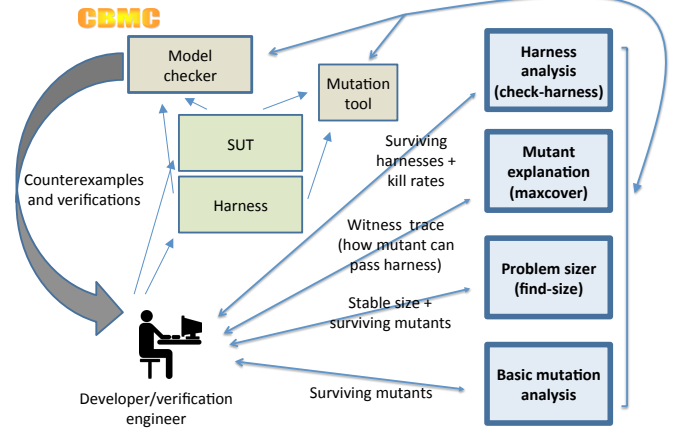 CBMC
Model
checker
Mutation
tool
SUT
Harness
Counterexamples
and verifications
Developer/verification
engineer
Surviving
harnesses +
kill rates
Witness trace
(how mutant can
pass harness)
Stable size +
surviving mutants
Surviving mutants
Harness
analysis
(check-harness)
Mutant
explanation
(maxcover)
Problem sizer
(find-size)
Basic mutation
analysis